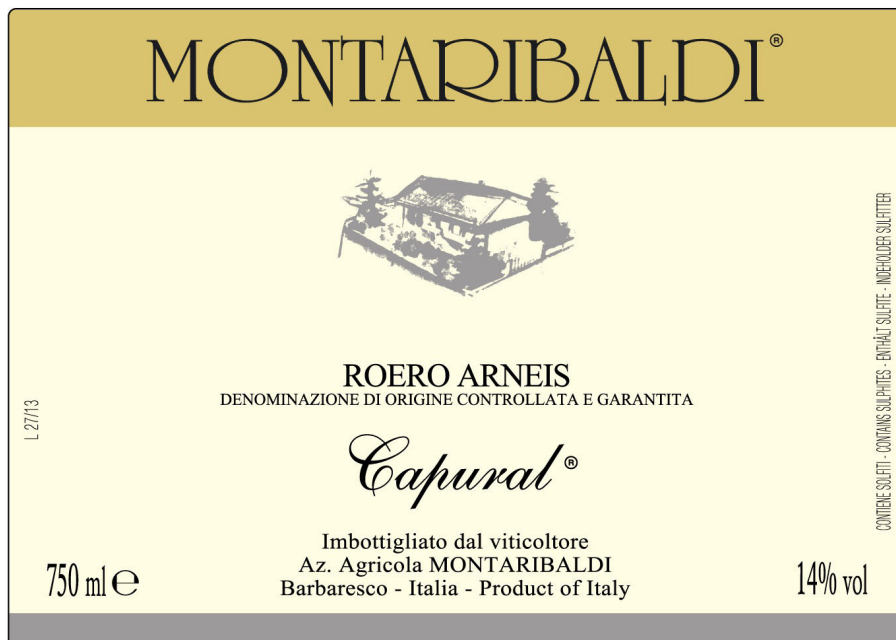 MONTARIBALDI®
ROERO ARNEIS
DENOMINAZIONE DI ORIGINE CONTROLLATA E GARANTITA
Capural®
L 27/13
CONTIENE SOLFITI - CONTAINS SULPHITES - ENTHÄLT SULFITE - INDEHOLDER SULFITTER
Imbottigliato dal viticoltore
Az. Agricola MONTARIBALDI
Barbaresco - Italia - Product of Italy
750 ml ℮
14% vol